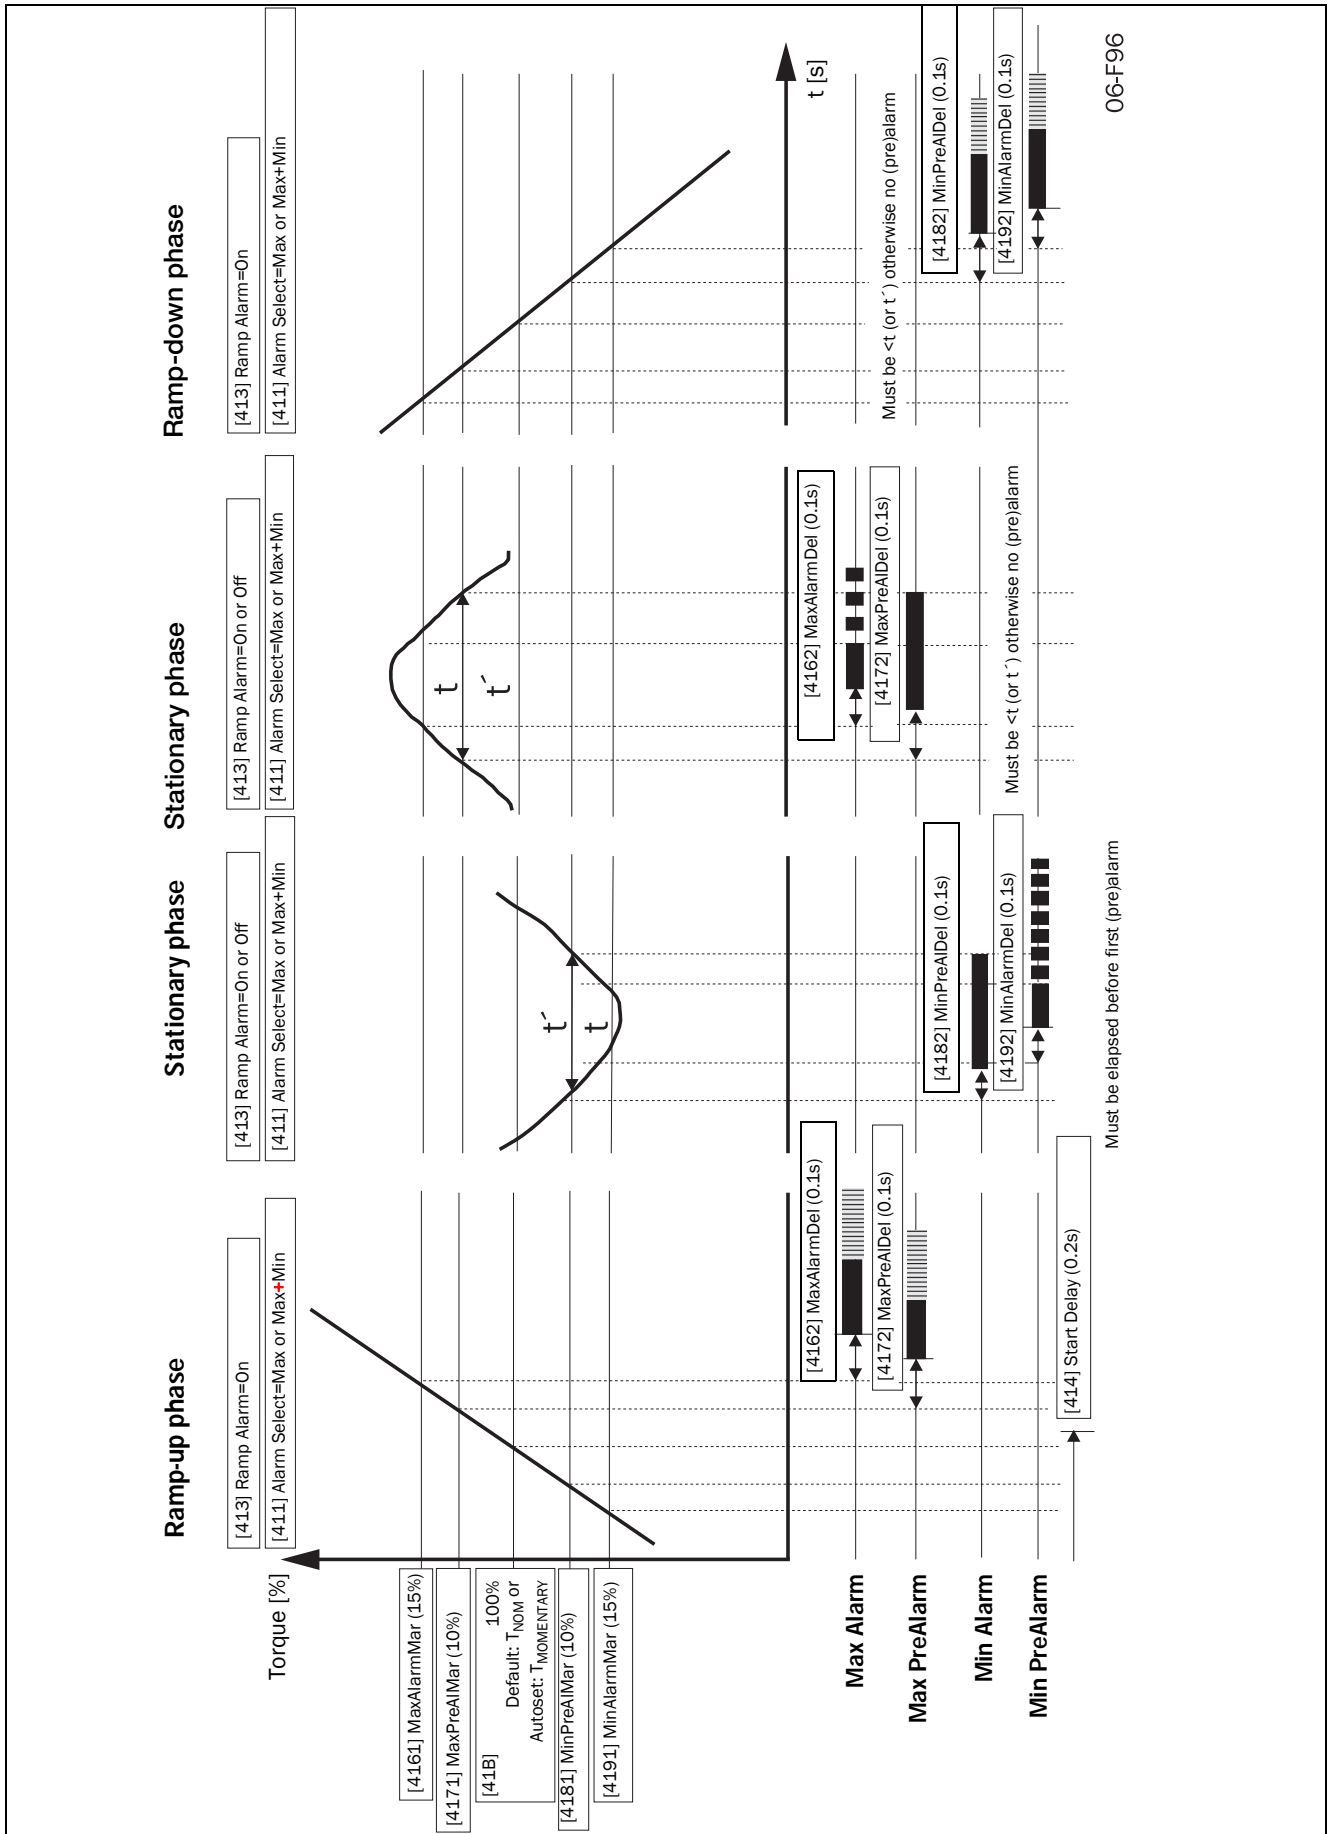 Ramp-up phase
Stationary phase
Stationary phase
Ramp-down phase
[413] Ramp Alarm=On
[413] Ramp Alarm=On or Off
[413] Ramp Alarm=On or Off
[413] Ramp Alarm=On
[411] Alarm Select=Max or Max+Min
[411] Alarm Select=Max or Max+Min
[411] Alarm Select=Max or Max+Min
[411] Alarm Select=Max or Max+Min
Torque [%]
[4161] MaxAlarmMar (15%)
[4171] MaxPreAlMar (10%)
[41B] 100%
Default: TNOM or
Autoset: TMOMENTARY
[4181] MinPreAlMar (10%)
[4191] MinAlarmMar (15%)
t´
t
t
t´
t [s]
[4162] MaxAlarmDel (0.1s)
[4162] MaxAlarmDel (0.1s)
Max Alarm
[4172] MaxPreAlDel (0.1s)
[4172] MaxPreAlDel (0.1s)
Must be <t (or t´) otherwise no (pre)alarm
Max PreAlarm
[4182] MinPreAlDel (0.1s)
[4182] MinPreAlDel (0.1s)
Min Alarm
[4192] MinAlarmDel (0.1s)
Must be <t (or t´) otherwise no (pre)alarm
[4192] MinAlarmDel (0.1s)
Min PreAlarm
[414] Start Delay (0.2s)
Must be elapsed before first (pre)alarm
06-F96